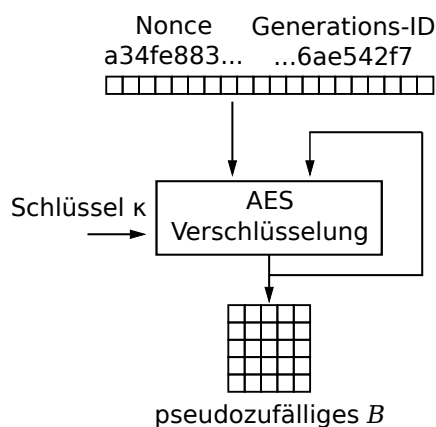 Nonce Generations-ID
a34fe883... ...6ae542f7
Schlüssel κ
AES
Verschlüsselung
pseudozufälliges B